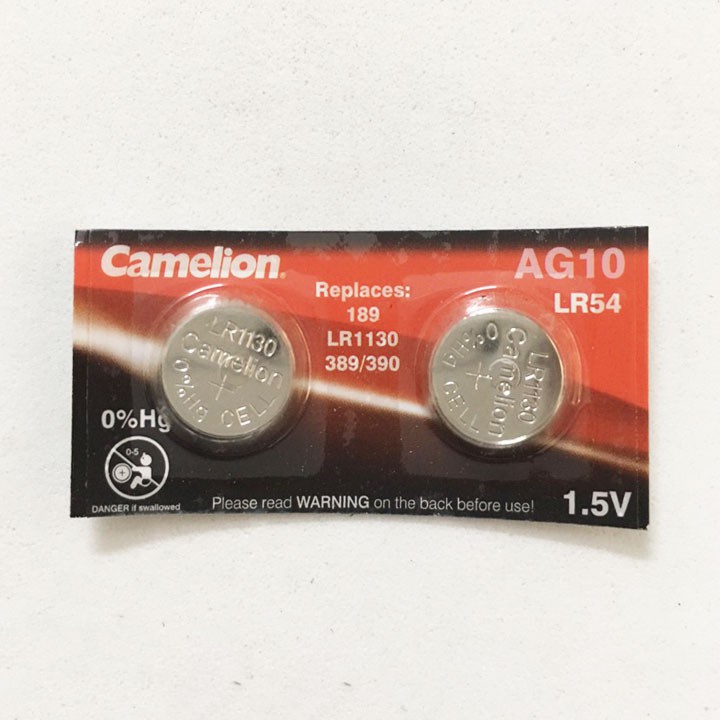 Camelion
AG10
LR54
Replaces:
189
LR1130
389/390
LR1130
Camelion
0%Hg CELL
LR1130
Camelion
0%Hg CELL
0%Hg
0-5
DANGER if swallowed
Please read WARNING on the back before use!
1.5V